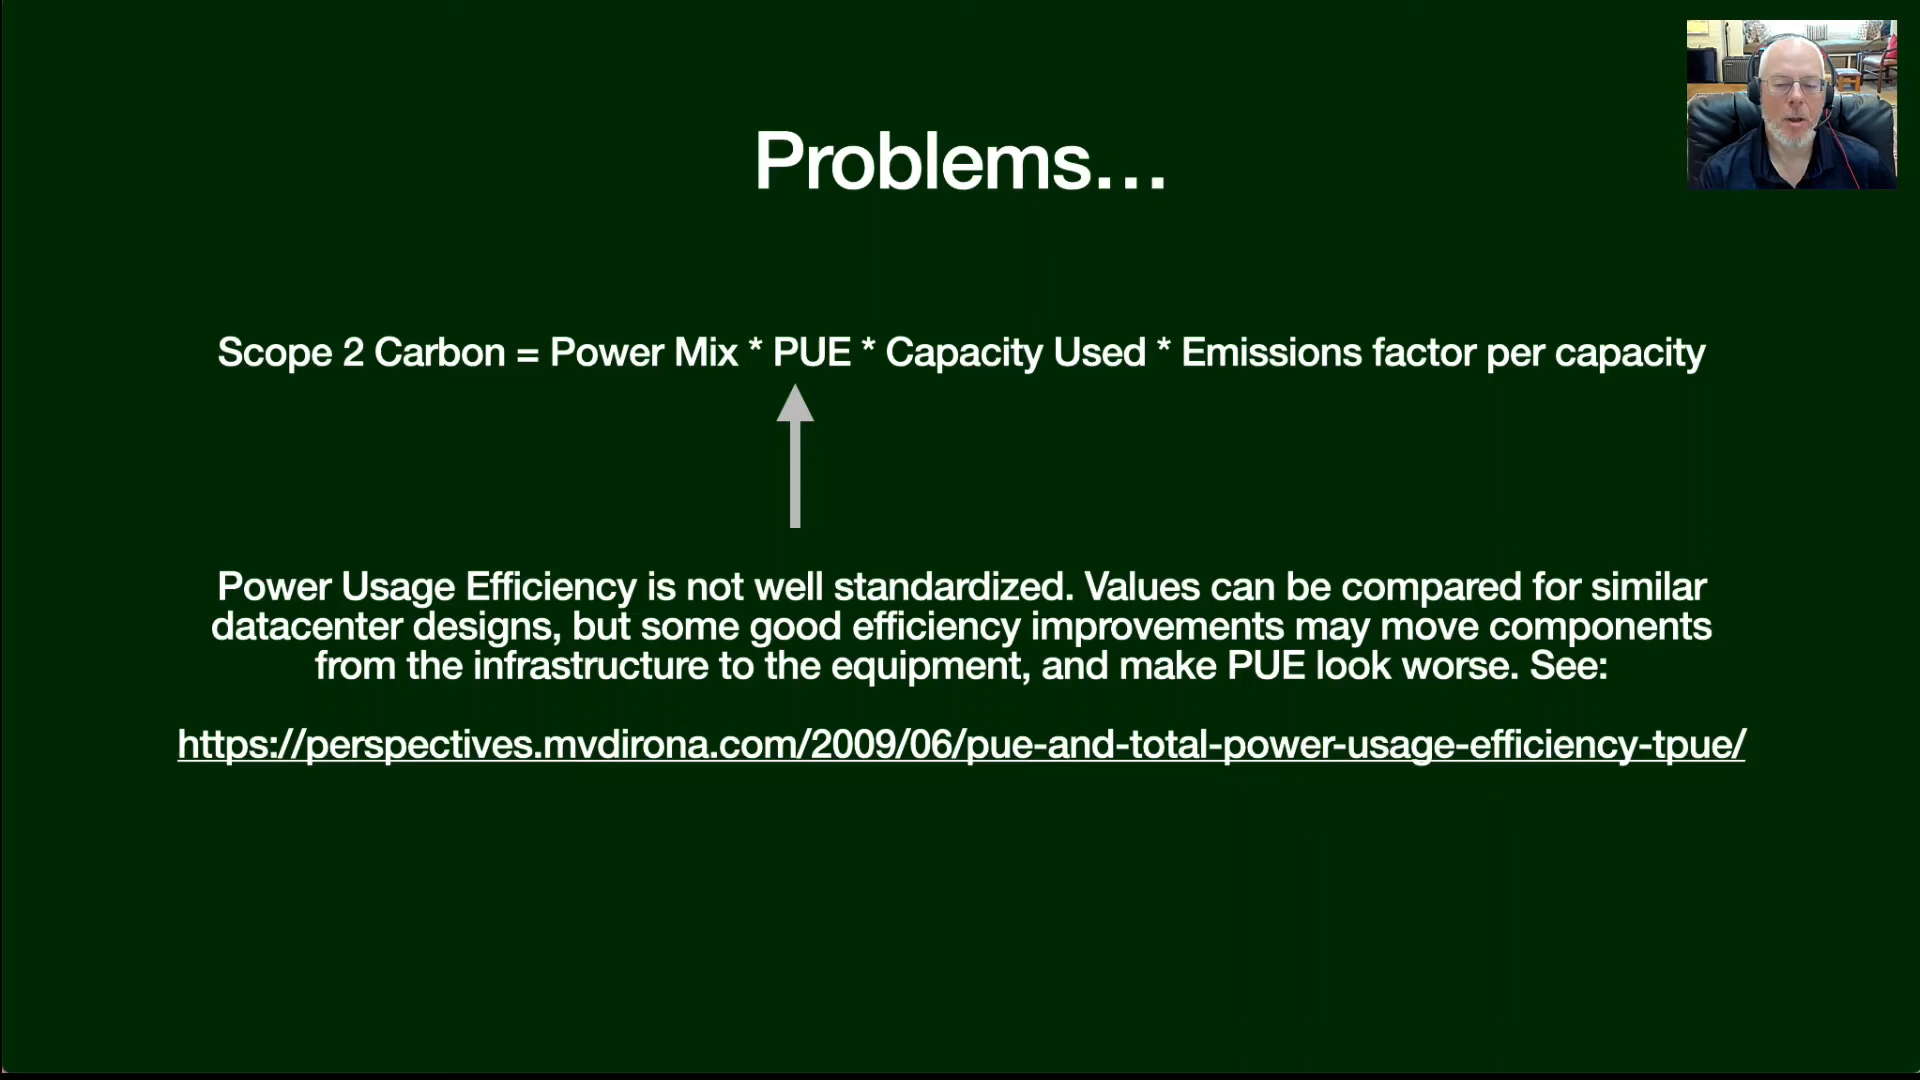 Problems…
Scope 2 Carbon = Power Mix * PUE * Capacity Used * Emissions factor per capacity
Power Usage Efficiency is not well standardized. Values can be compared for similar
datacenter designs, but some good efficiency improvements may move components
from the infrastructure to the equipment, and make PUE look worse. See:
https://perspectives.mvdirona.com/2009/06/pue-and-total-power-usage-efficiency-tpue/